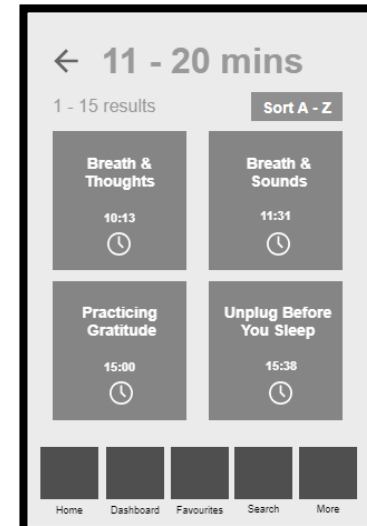 11 - 20 mins
1 - 15 results
Sort A - Z
Breath &
Thoughts
10:13
Breath &
Sounds
11:31
Practicing
Gratitude
15:00
Unplug Before
You Sleep
15:38
Home
Dashboard
Favourites
Search
More